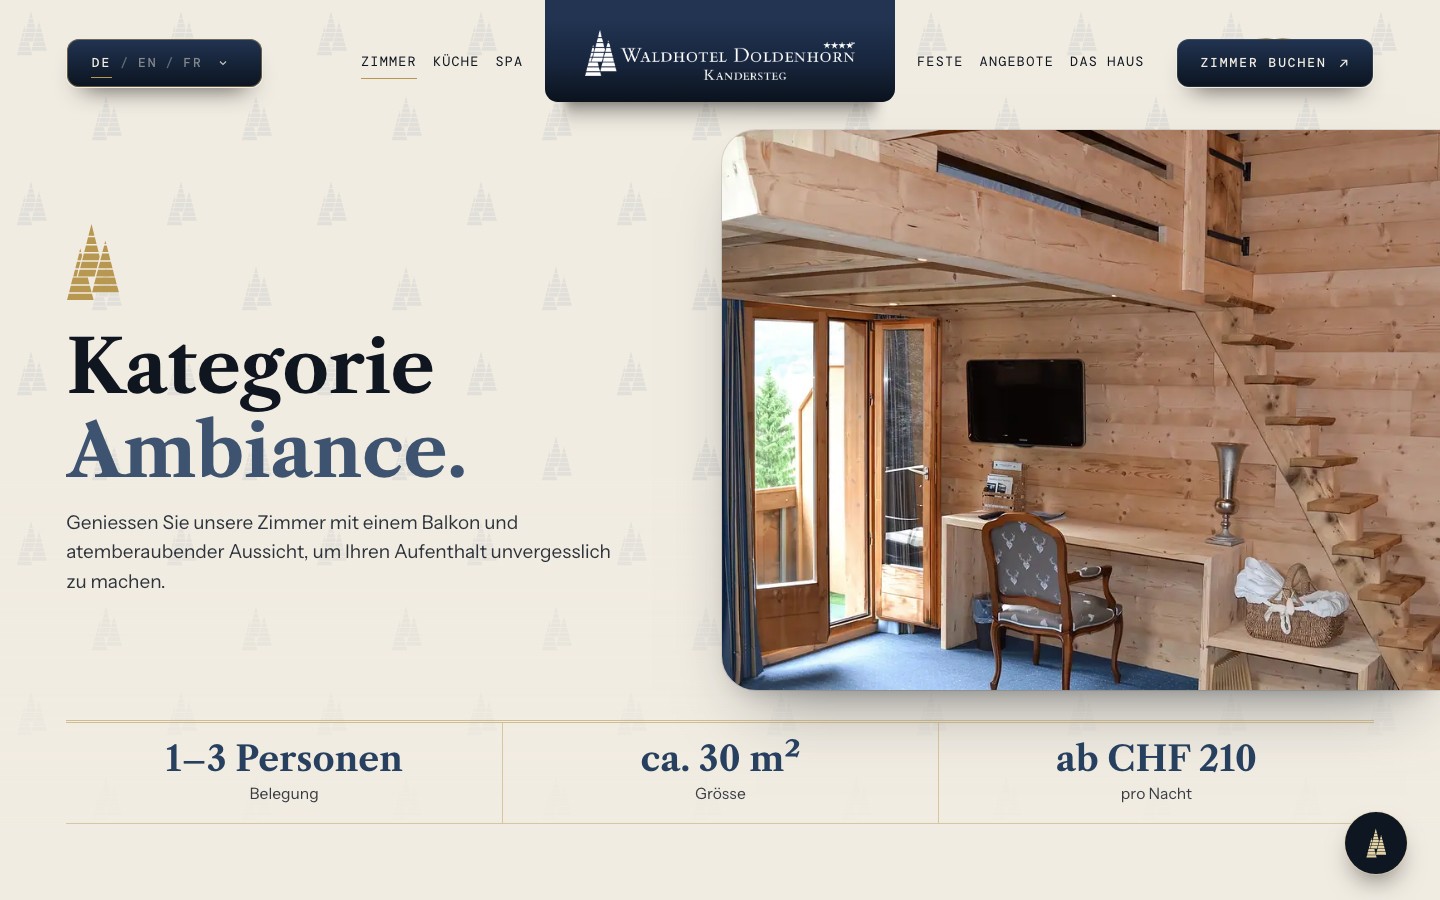 DE / EN / FR
ZIMMER KÜCHE SPA
WALDHOTEL DOLDENHORN
KANDERSTEG
FESTE ANGEBOTE DAS HAUS
ZIMMER BUCHEN
Kategorie
Ambiance.
Geniessen Sie unsere Zimmer mit einem Balkon und
atemberaubender Aussicht, um Ihren Aufenthalt unvergesslich
zu machen.
1–3 Personen
Belegung
ca. 30 m²
Grösse
ab CHF 210
pro Nacht